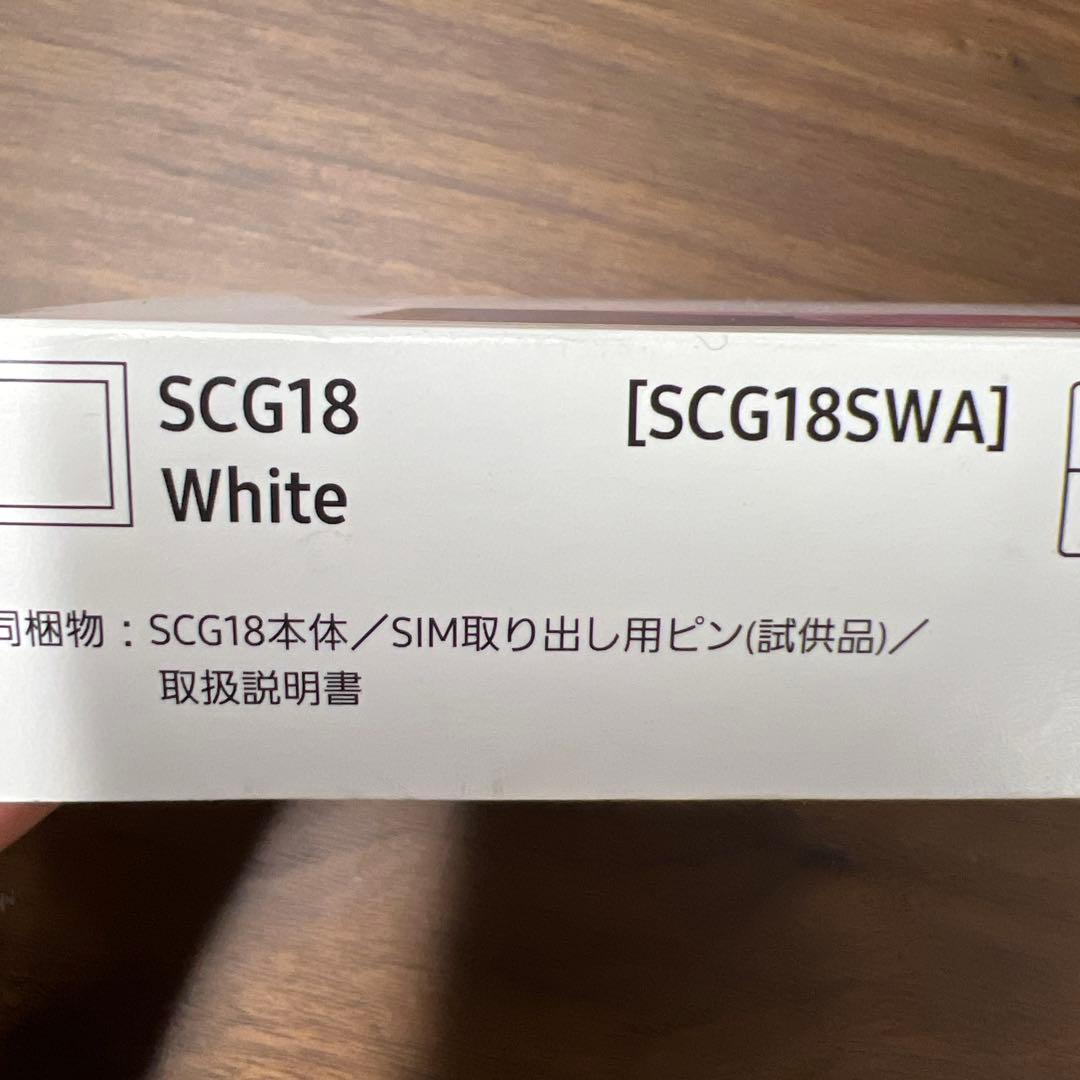 SCG18 [SCG18SWA]
White
同梱物：SCG18本体／SIM取り出し用ピン(試供品)／
取扱説明書